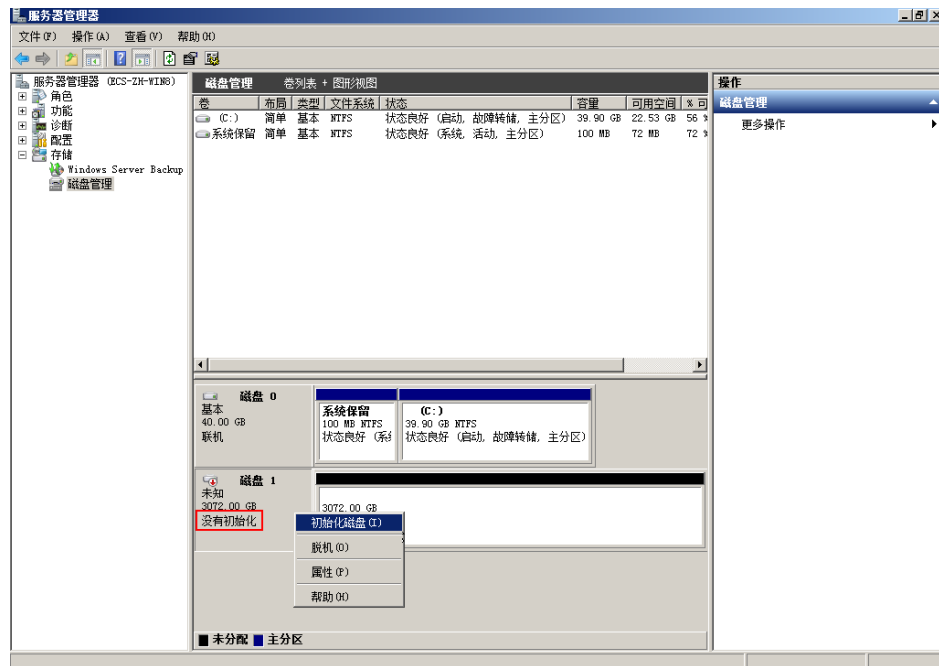 服务器管理器
文件(F) 操作(A) 查看(V) 帮助(H)
服务器管理器 (ECS-ZH-WIN8)
角色
功能
诊断
配置
存储
Windows Server Backup
磁盘管理
磁盘管理 卷列表 + 图形视图
卷 布局 类型 文件系统 状态 容量 可用空间 % 可
(C:) 简单 基本 NTFS 状态良好 (启动, 故障转储, 主分区) 39.90 GB 22.53 GB 56 %
系统保留 简单 基本 NTFS 状态良好 (系统, 活动, 主分区) 100 MB 72 MB 72 %
磁盘 0
基本
40.00 GB
联机
系统保留
100 MB NTFS
状态良好 (系
(C:)
39.90 GB NTFS
状态良好 (启动, 故障转储, 主分区)
磁盘 1
未知
3072.00 GB
没有初始化
3072.00 GB
初始化磁盘(I)
脱机(O)
属性(P)
帮助(H)
未分配 主分区
操作
磁盘管理
更多操作